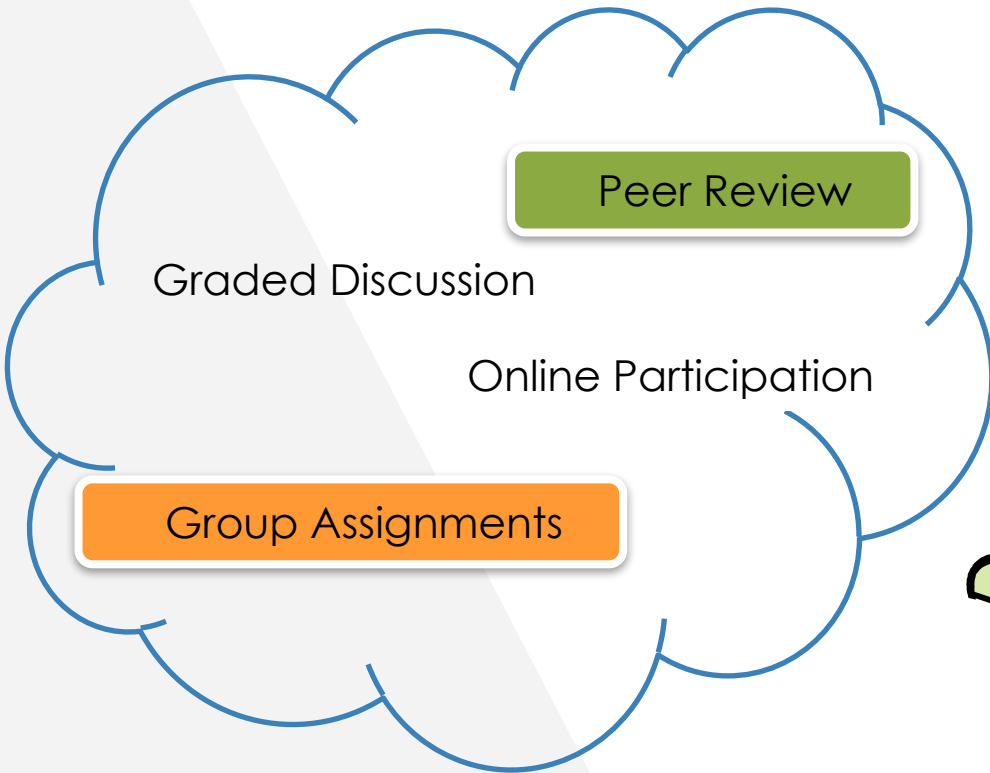 Peer Review
Graded Discussion
Online Participation
Group Assignments